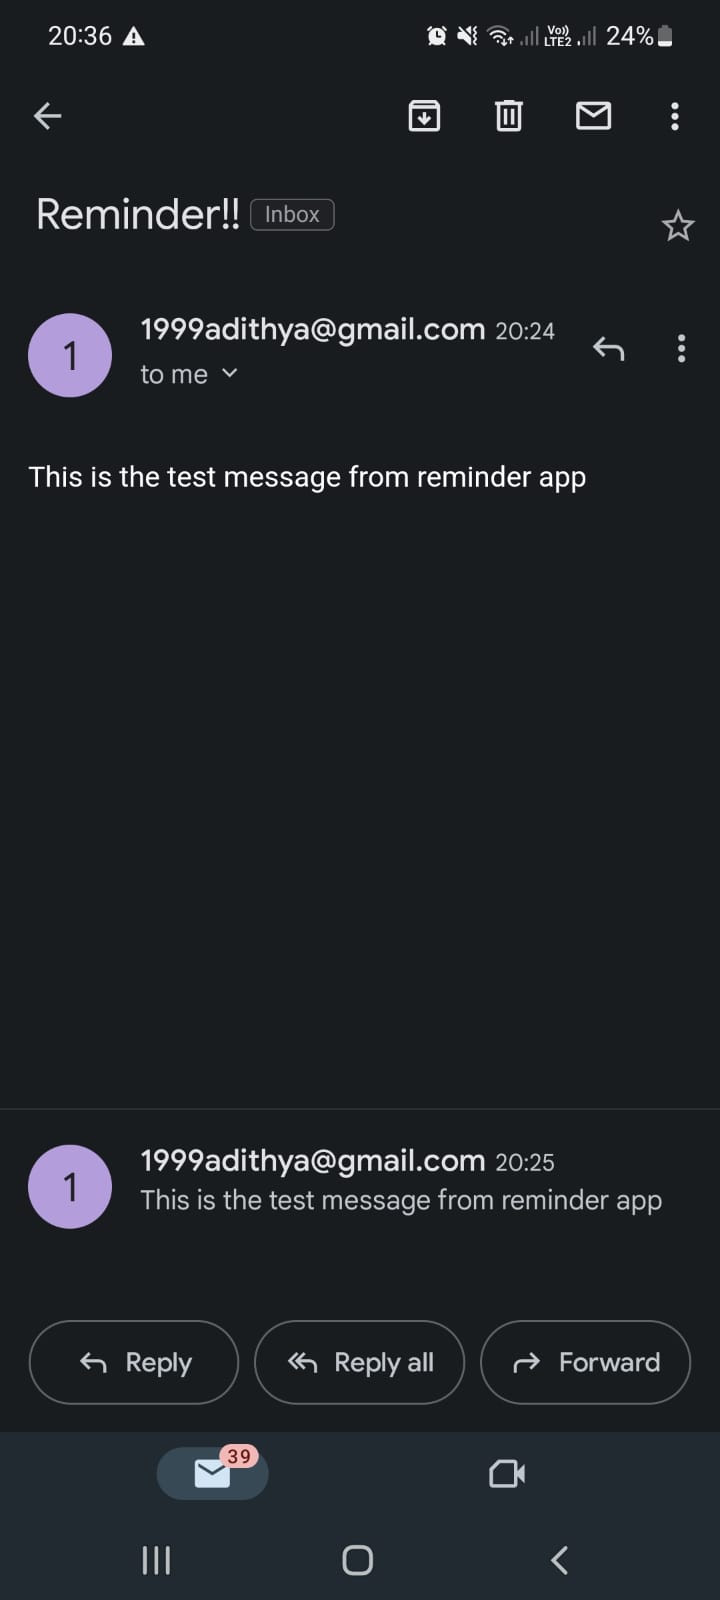 20:36
Vo)) LTE2 24%
Reminder!! Inbox
1 1999adithya@gmail.com 20:24
to me
This is the test message from reminder app
1 1999adithya@gmail.com 20:25
This is the test message from reminder app
Reply Reply all Forward
39